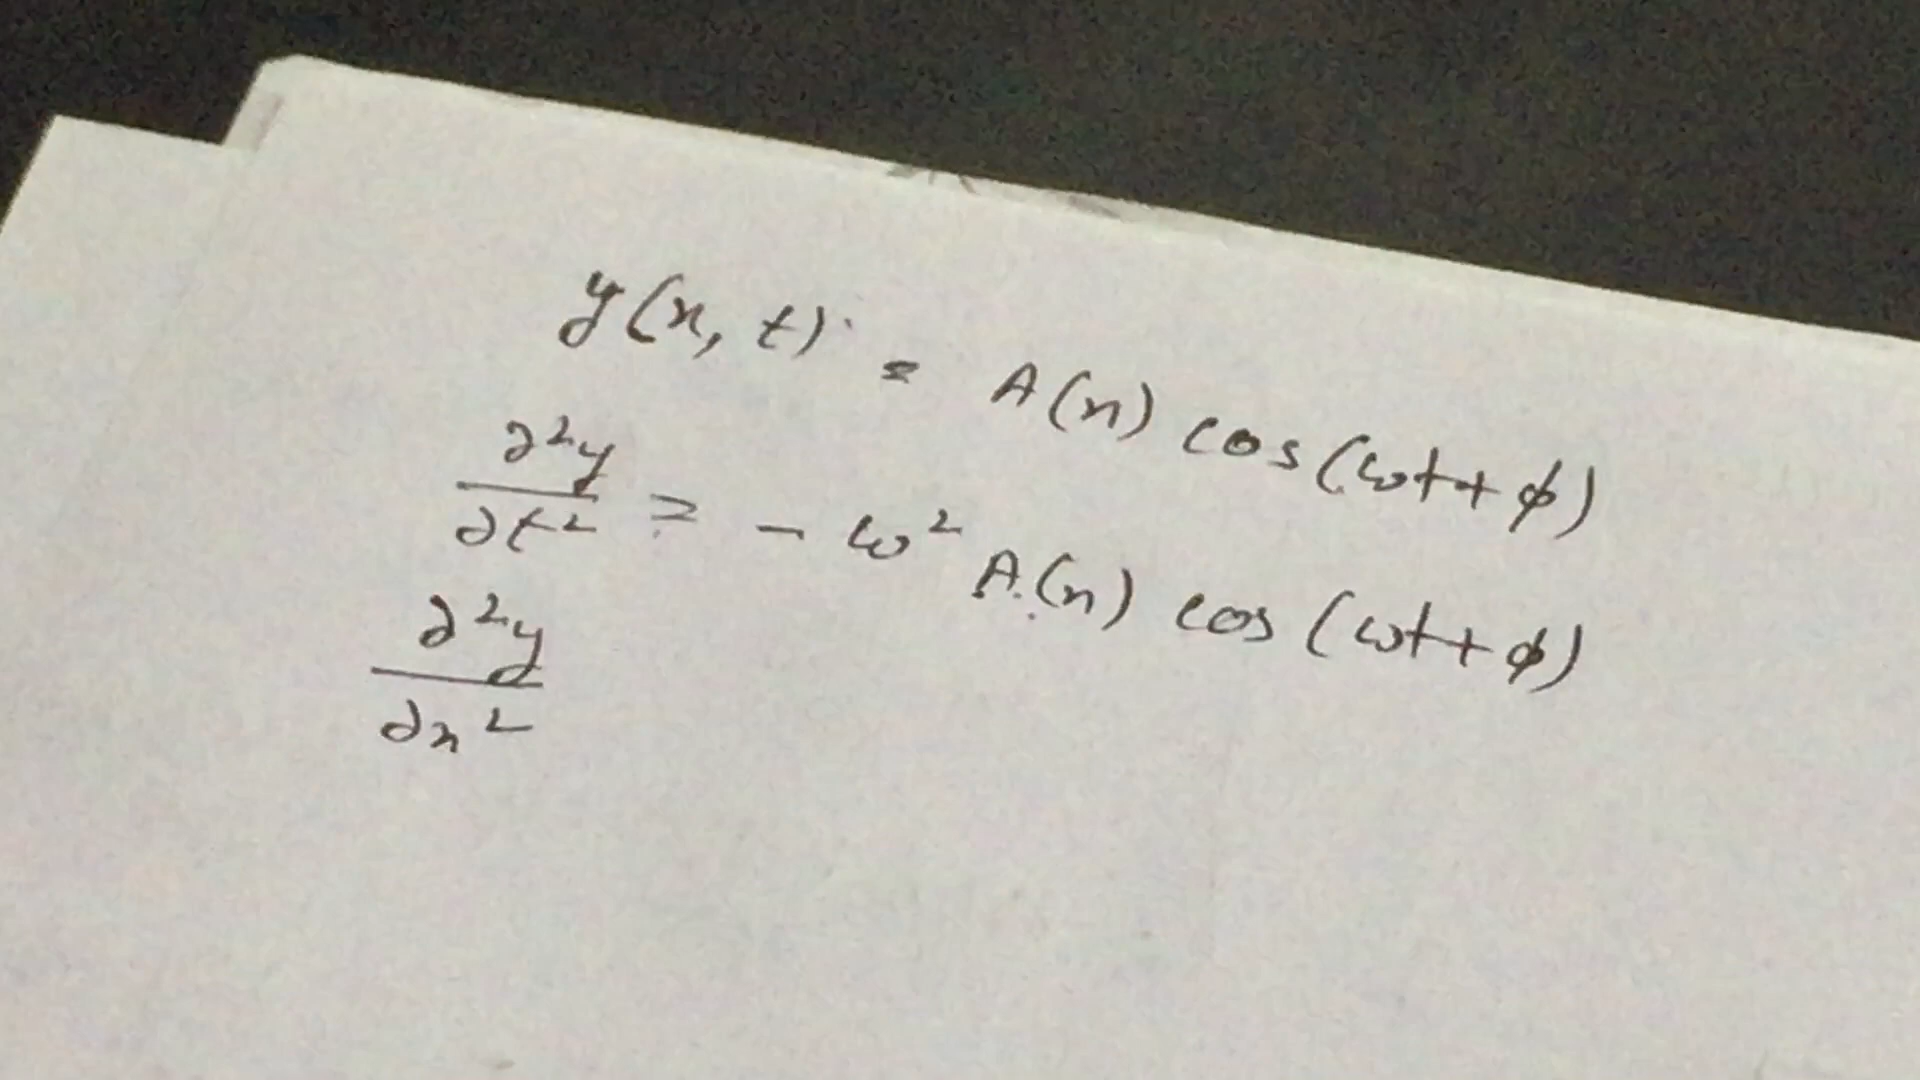 y(x, t) = A(x) cos(ωt + φ)
∂²y/∂t² = - ω² A(x) cos(ωt + φ)
∂²y/∂x²